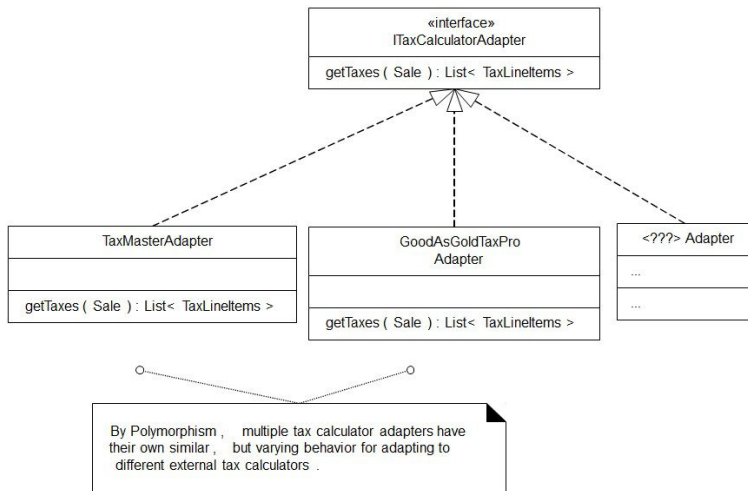 «interface»
ITaxCalculatorAdapter
getTaxes ( Sale ) : List< TaxLineItems >
TaxMasterAdapter
getTaxes ( Sale ) : List< TaxLineItems >
GoodAsGoldTaxPro
Adapter
getTaxes ( Sale ) : List< TaxLineItems >
<???> Adapter
...
...
By Polymorphism , multiple tax calculator adapters have
their own similar , but varying behavior for adapting to
different external tax calculators .